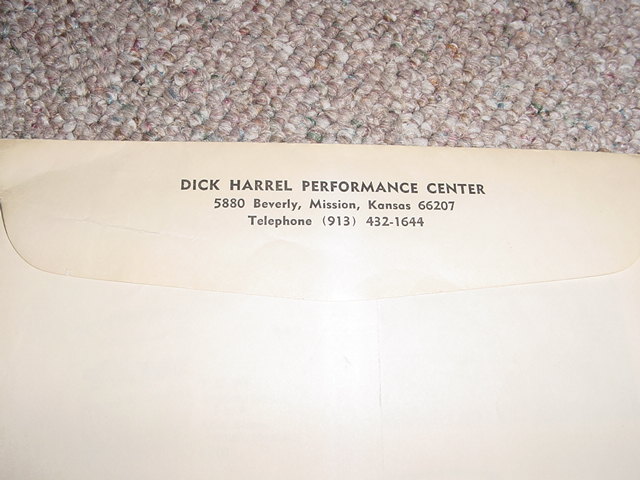 DICK HARREL PERFORMANCE CENTER
5880 Beverly, Mission, Kansas 66207
Telephone (913) 432-1644